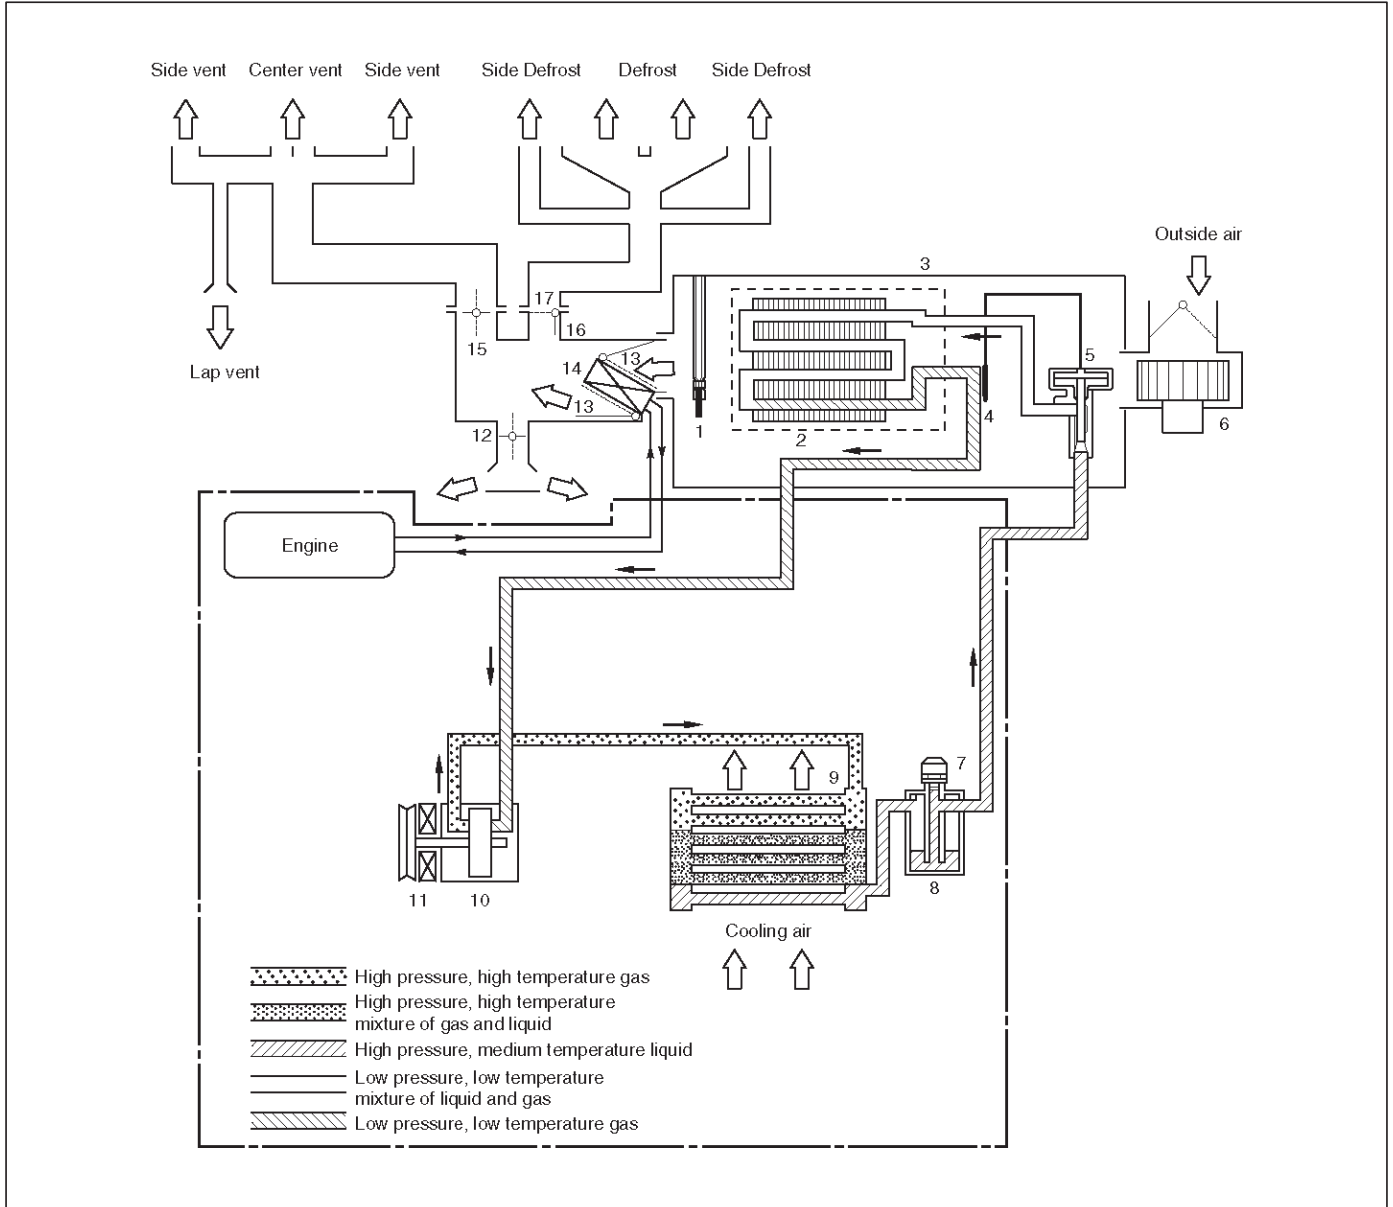 Side vent Center vent Side vent Side Defrost Defrost Side Defrost
Outside air
3
17
16
15
5
13
14
Lap vent
13
4
6
12
1
2
Engine
7
9
11
10
8
Cooling air
High pressure, high temperature gas
High pressure, high temperature
mixture of gas and liquid
High pressure, medium temperature liquid
Low pressure, low temperature
mixture of liquid and gas
Low pressure, low temperature gas